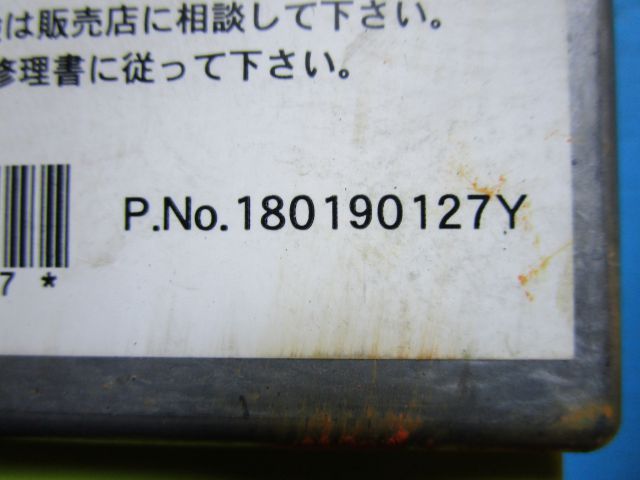 は販売店に相談して下さい。
修理書に従って下さい。
P.No.180190127Y
7 *